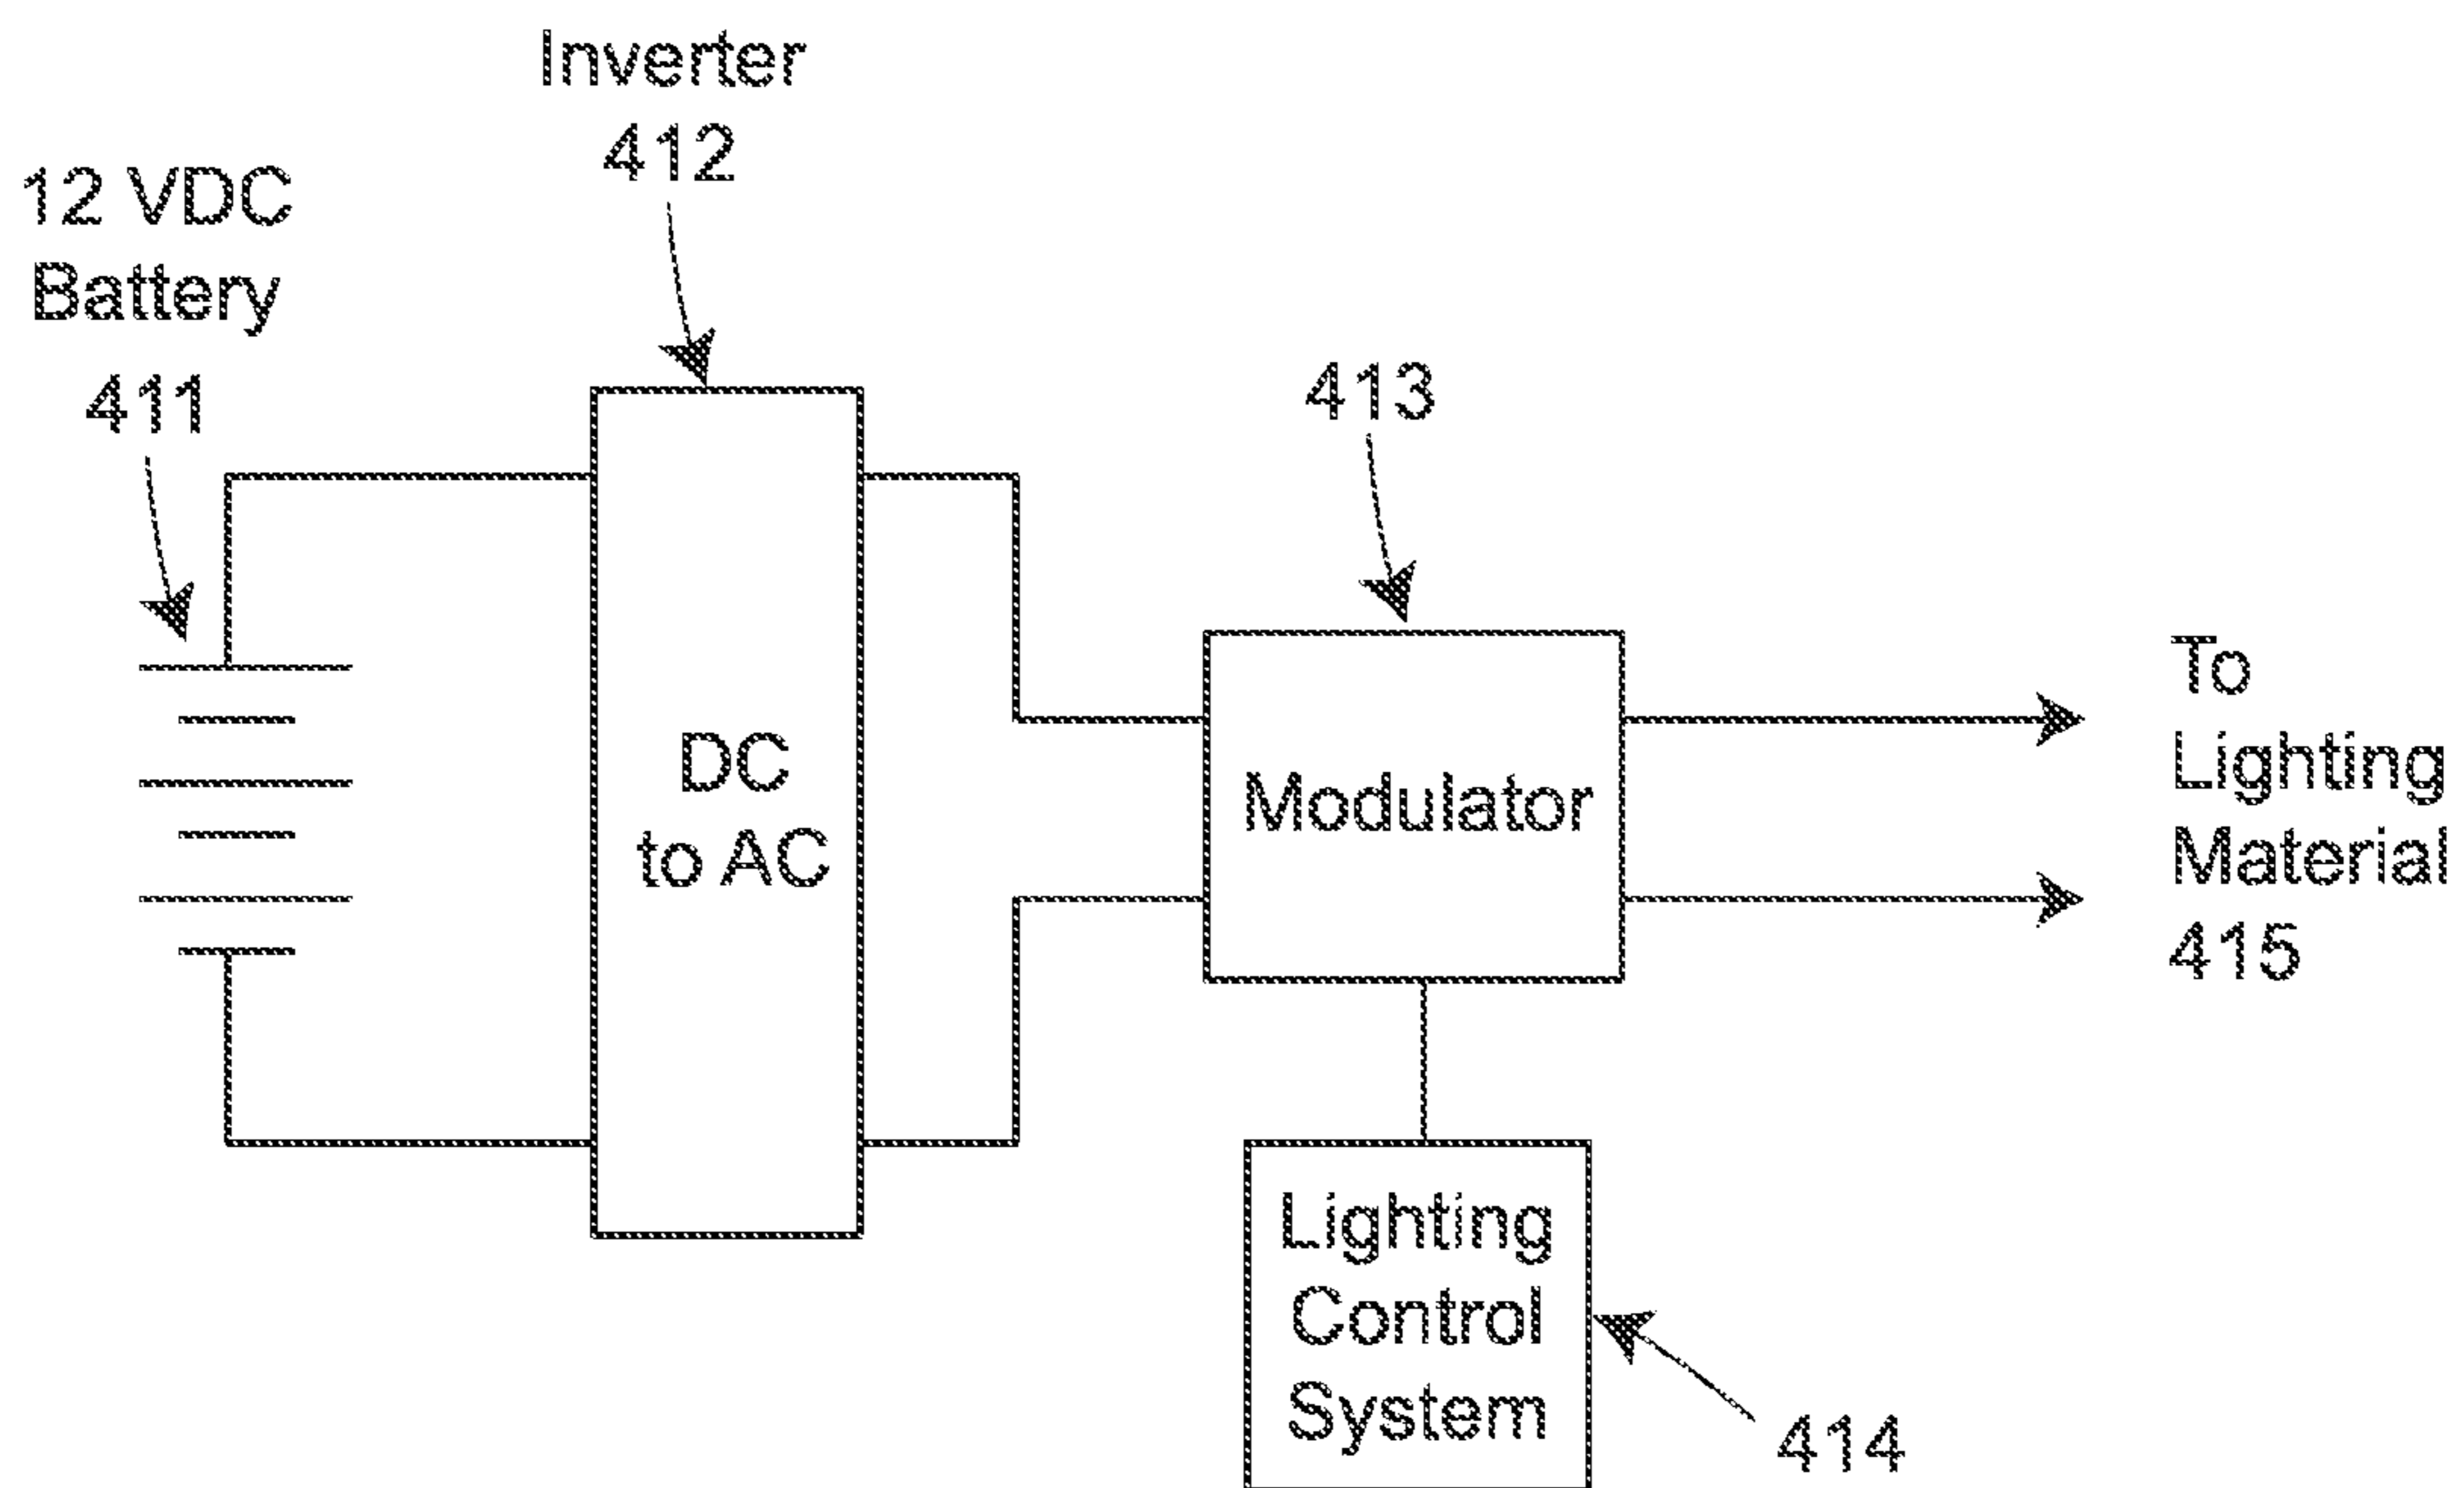 Inverter
412
12 VDC
Battery
411
413
DC
to AC
Modulator
To
Lighting
Material
415
Lighting
Control
System
414